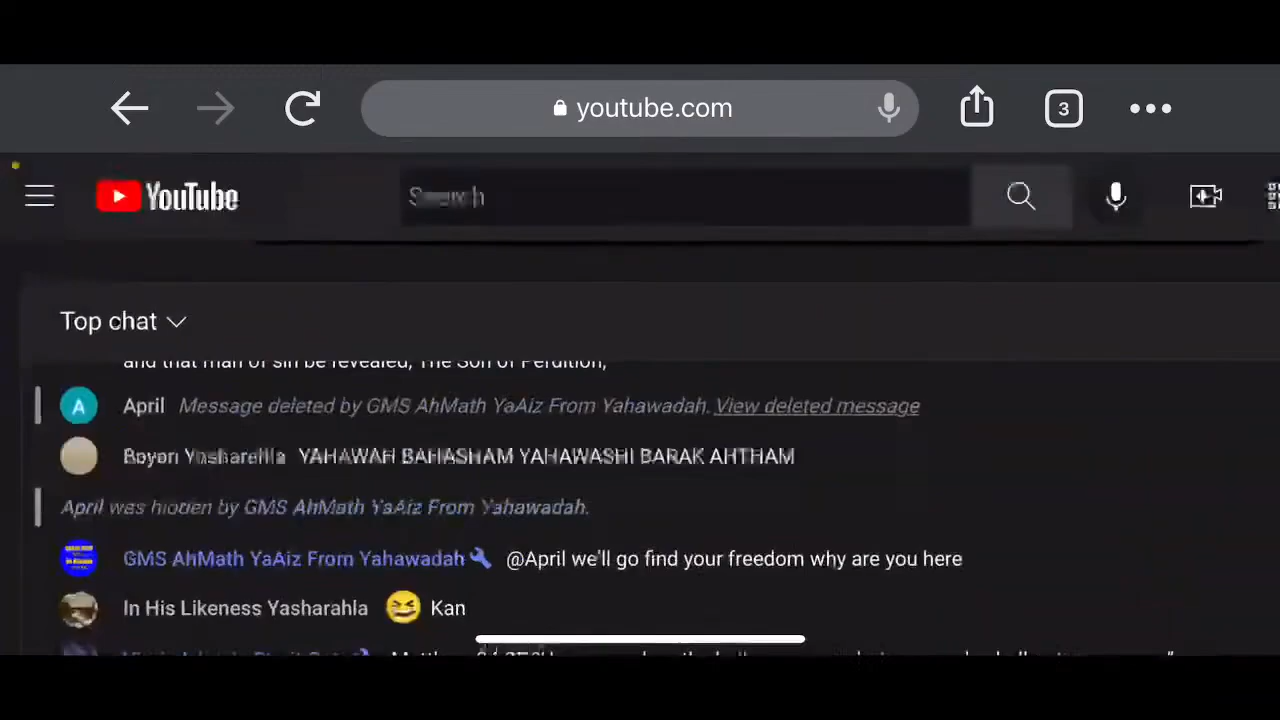 youtube.com
3
YouTube
Search
Top chat
and that man of sin be revealed, The Son of Perdition,
A
April Message deleted by GMS AhMath YaAiz From Yahawadah. View deleted message
YAHAWAH BAHASHAM YAHAWASHI BARAK AHTHAM
April was hidden by GMS AhMath YaAiz From Yahawadah.
GMS AhMath YaAiz From Yahawadah @April we'll go find your freedom why are you here
In His Likeness Yasharahla 😆 Kan